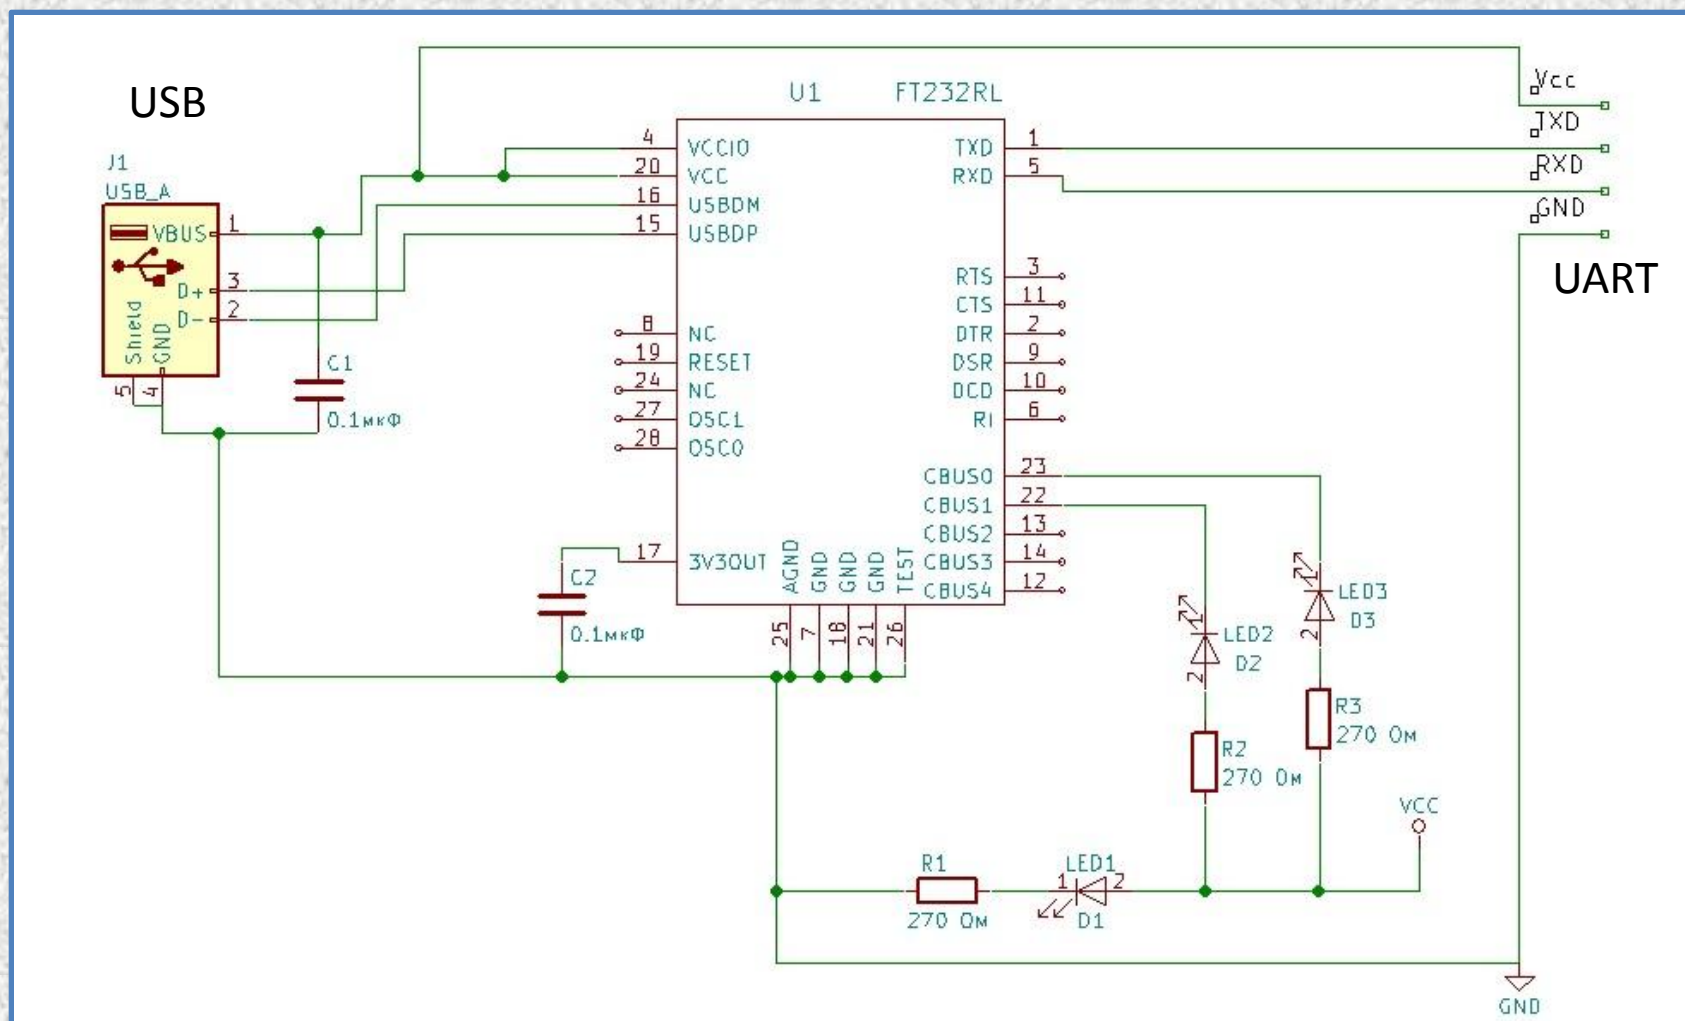 USB
J1
USB_A
VBUS 1
D+ 3
D- 2
Shield
GND
5
4
C1
0.1мкФ
U1 FT232RL
4 VCCIO
20 VCC
16 USBDM
15 USBDP
8 NC
19 RESET
24 NC
27 OSC1
28 OSCO
17 3V3OUT
C2
0.1мкФ
AGND
GND
GND
GND
TEST
25
7
18
21
26
TXD 1
RXD 5
RTS 3
CTS 11
DTR 2
DSR 9
DCD 10
RI 6
CBUS0 23
CBUS1 22
CBUS2 13
CBUS3 14
CBUS4 12
Vcc
TXD
RXD
GND
UART
1
LED3
D3
2
1
LED2
D2
2
R3
270 Ом
R2
270 Ом
VCC
R1
270 Ом
LED1
1 2
D1
GND